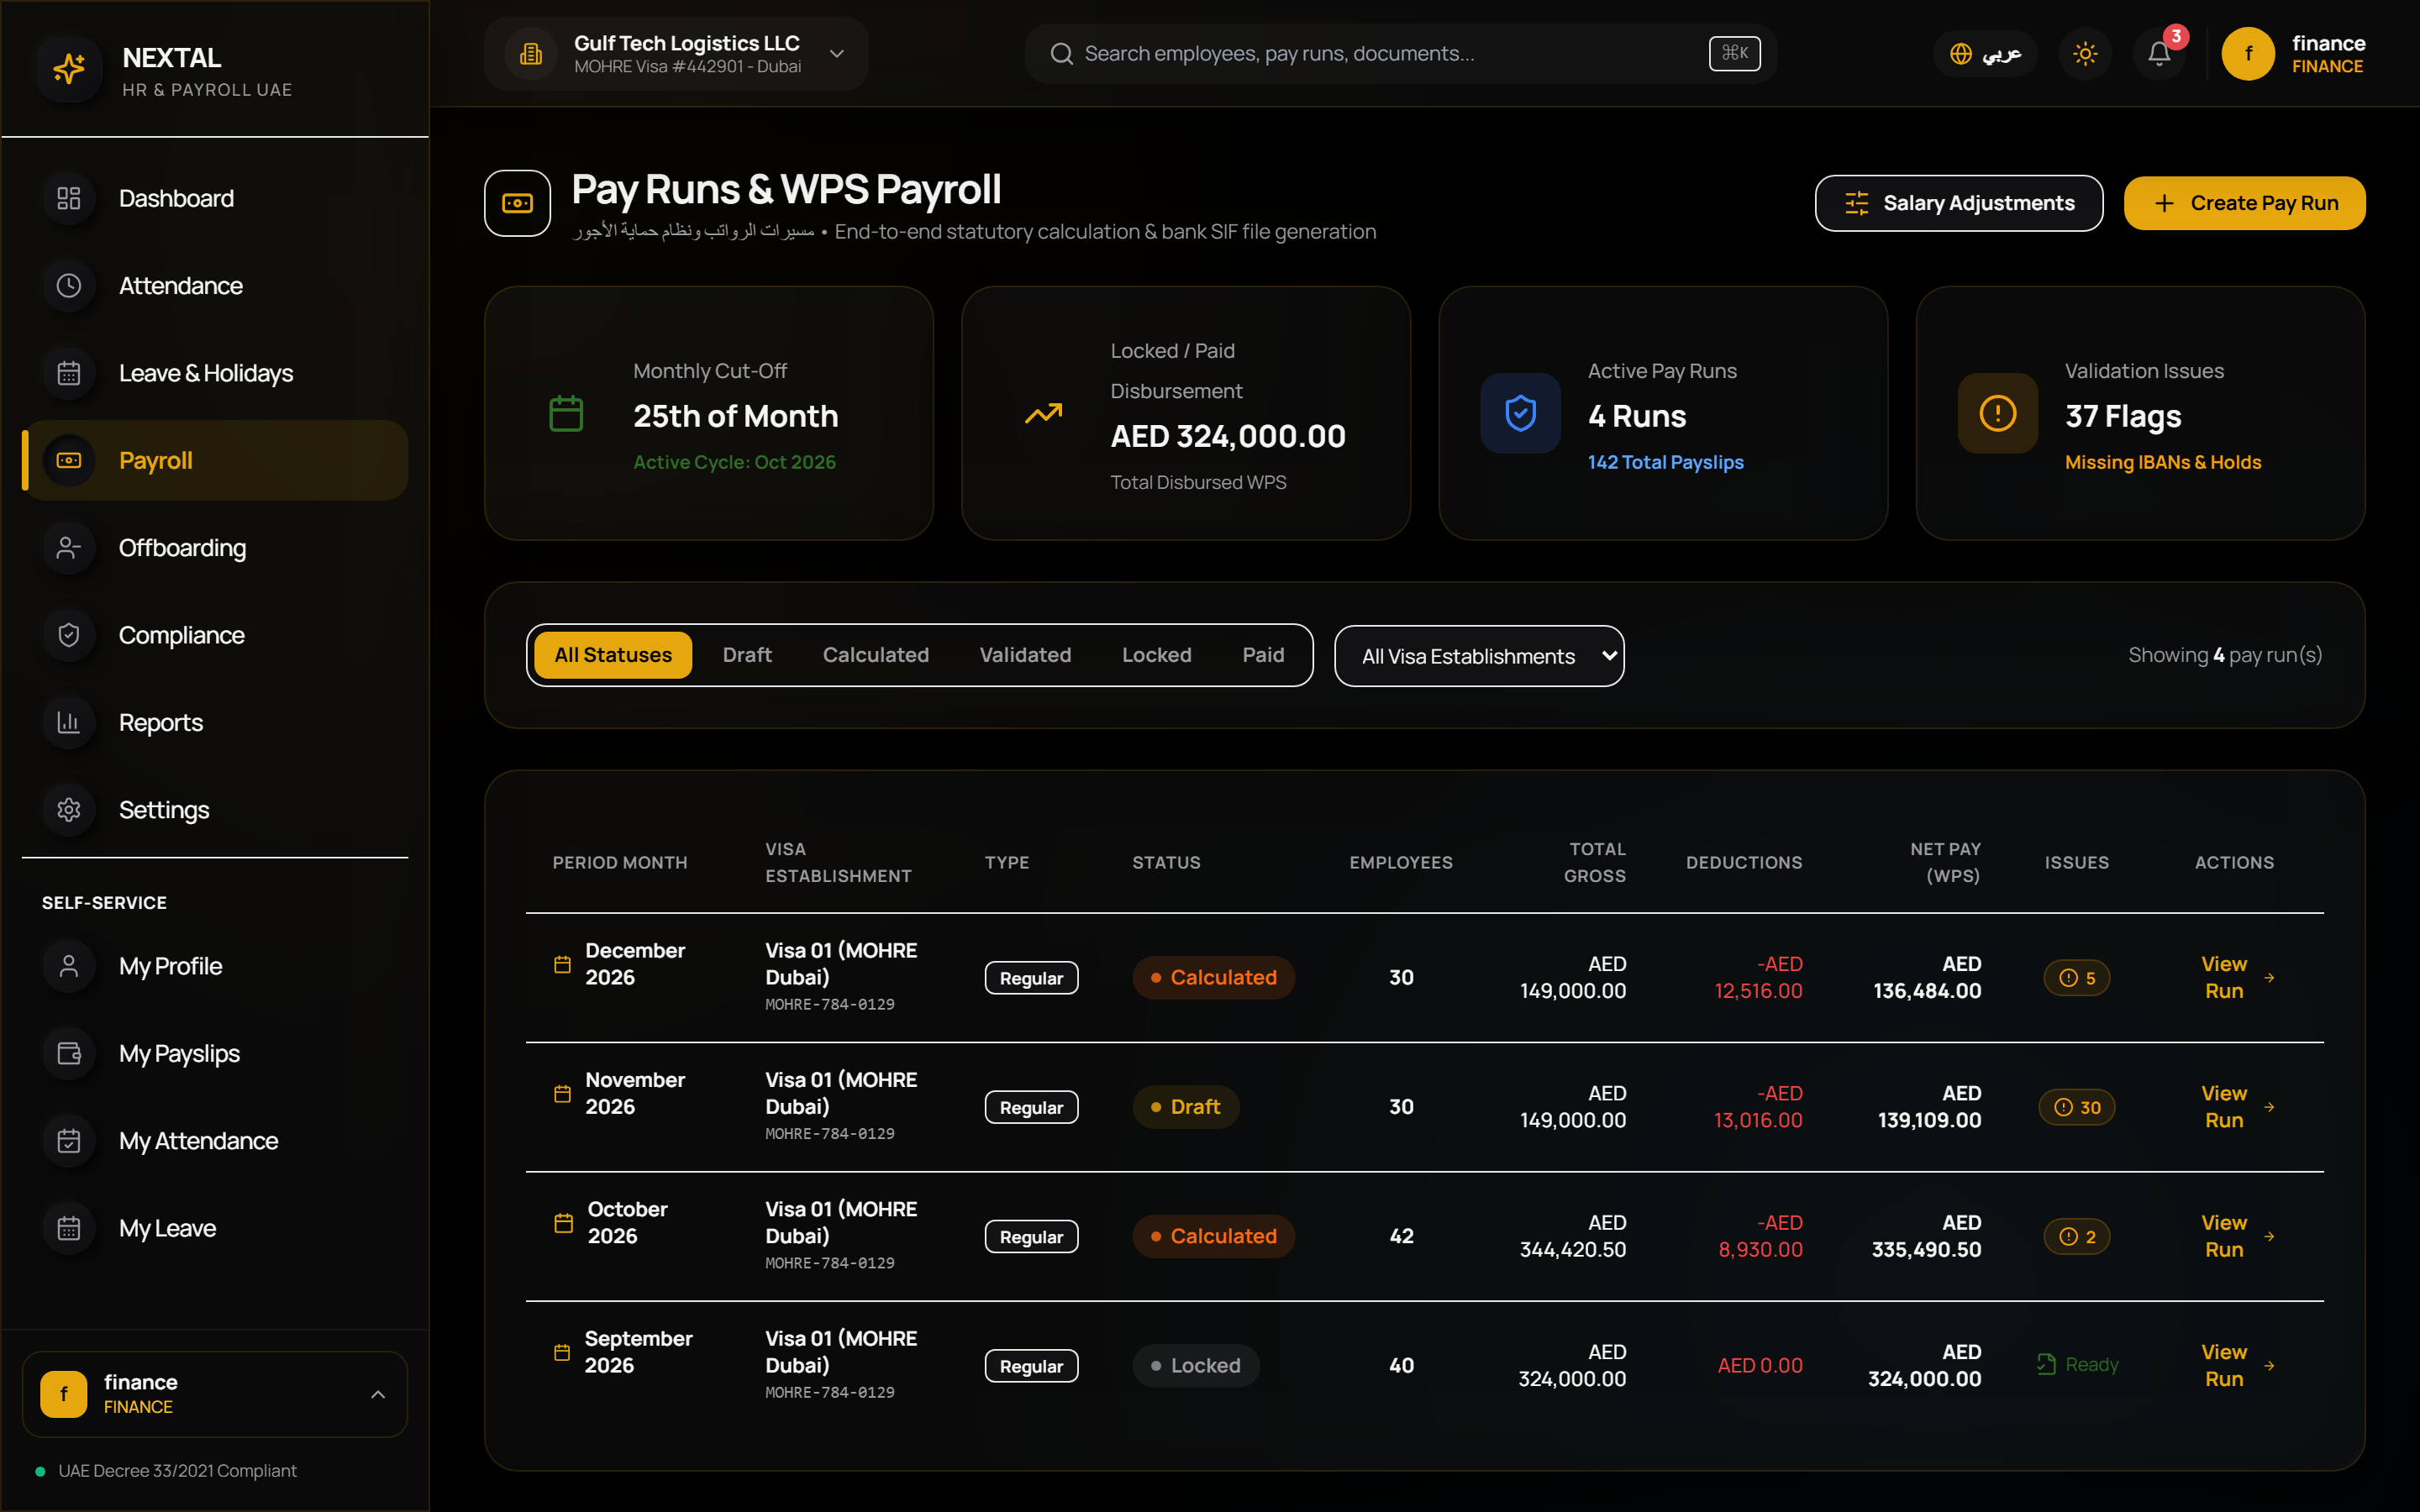 NEXTAL
HR & PAYROLL UAE
Dashboard
Attendance
Leave & Holidays
Payroll
Offboarding
Compliance
Reports
Settings
SELF-SERVICE
My Profile
My Payslips
My Attendance
My Leave
f
finance
FINANCE
UAE Decree 33/2021 Compliant
Gulf Tech Logistics LLC
MOHRE Visa #442901 - Dubai
Search employees, pay runs, documents...
⌘K
عربي
3
f
finance
FINANCE
Pay Runs & WPS Payroll
مسيرات الرواتب ونظام حماية الأجور • End-to-end statutory calculation & bank SIF file generation
Salary Adjustments
Create Pay Run
Monthly Cut-Off
25th of Month
Active Cycle: Oct 2026
Locked / Paid
Disbursement
AED 324,000.00
Total Disbursed WPS
Active Pay Runs
4 Runs
142 Total Payslips
Validation Issues
37 Flags
Missing IBANs & Holds
All Statuses
Draft
Calculated
Validated
Locked
Paid
All Visa Establishments
Showing 4 pay run(s)
PERIOD MONTH
VISA
ESTABLISHMENT
TYPE
STATUS
EMPLOYEES
TOTAL
GROSS
DEDUCTIONS
NET PAY
(WPS)
ISSUES
ACTIONS
December
2026
Visa 01 (MOHRE
Dubai)
MOHRE-784-0129
Regular
Calculated
30
AED
149,000.00
-AED
12,516.00
AED
136,484.00
5
View
Run
November
2026
Visa 01 (MOHRE
Dubai)
MOHRE-784-0129
Regular
Draft
30
AED
149,000.00
-AED
13,016.00
AED
139,109.00
30
View
Run
October
2026
Visa 01 (MOHRE
Dubai)
MOHRE-784-0129
Regular
Calculated
42
AED
344,420.50
-AED
8,930.00
AED
335,490.50
2
View
Run
September
2026
Visa 01 (MOHRE
Dubai)
MOHRE-784-0129
Regular
Locked
40
AED
324,000.00
AED 0.00
AED
324,000.00
Ready
View
Run